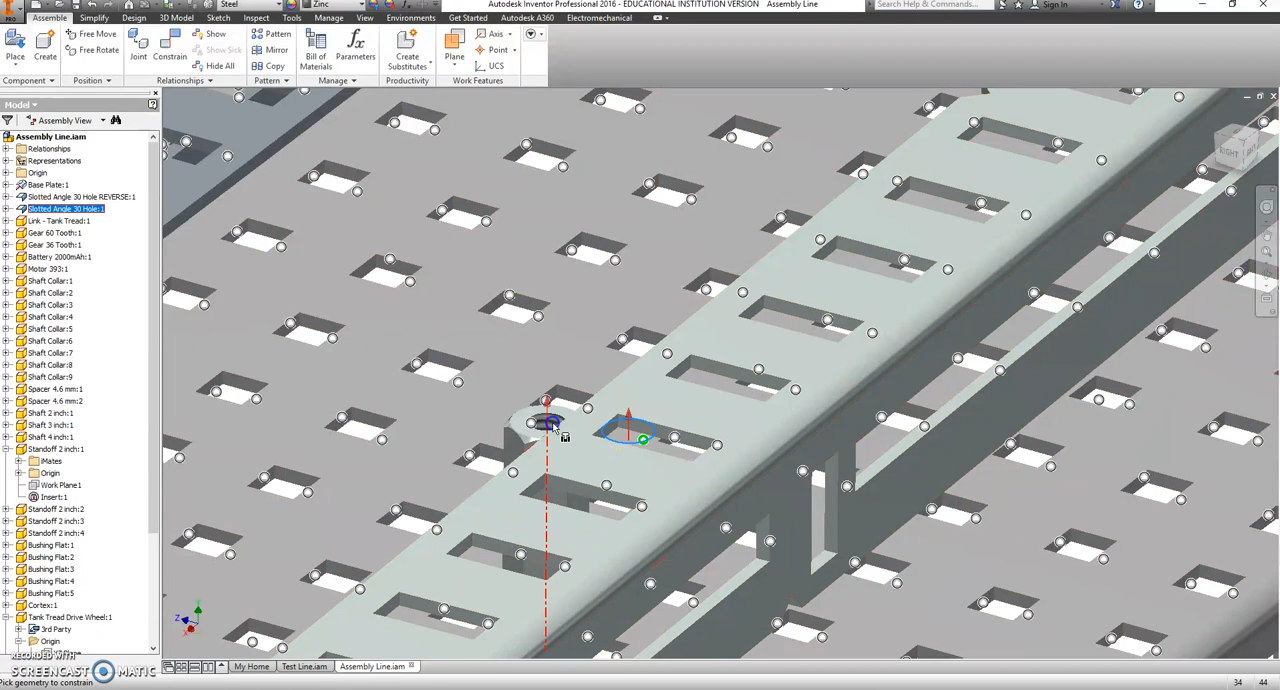 Steel
Zinc
Autodesk Inventor Professional 2016 - EDUCATIONAL INSTITUTION VERSION   Assembly Line
Search Help & Commands...
Sign In
PRO
Assemble
Simplify
Design
3D Model
Sketch
Inspect
Tools
Manage
View
Environments
Get Started
Autodesk A360
Electromechanical
Place
Create
Free Move
Free Rotate
Joint
Constrain
Show
Show Sick
Hide All
Pattern
Mirror
Copy
Bill of
Materials
Parameters
Create
Substitutes
Plane
Axis
Point
UCS
Component
Position
Relationships
Pattern
Manage
Productivity
Work Features
Model
Assembly View
Assembly Line.iam
Relationships
Representations
Origin
Base Plate:1
Slotted Angle 30 Hole REVERSE:1
Slotted Angle 30 Hole:1
Link - Tank Tread:1
Gear 60 Tooth:1
Gear 36 Tooth:1
Battery 2000mAh:1
Motor 393:1
Shaft Collar:1
Shaft Collar:2
Shaft Collar:3
Shaft Collar:4
Shaft Collar:5
Shaft Collar:6
Shaft Collar:7
Shaft Collar:8
Shaft Collar:9
Spacer 4.6 mm:1
Spacer 4.6 mm:2
Shaft 2 inch:1
Shaft 3 inch:1
Shaft 4 inch:1
Standoff 2 inch:1
iMates
Origin
Work Plane1
Insert:1
Standoff 2 inch:2
Standoff 2 inch:3
Standoff 2 inch:4
Bushing Flat:1
Bushing Flat:2
Bushing Flat:3
Bushing Flat:4
Bushing Flat:5
Cortex:1
Tank Tread Drive Wheel:1
3rd Party
Origin
RIGHT
Z
Y
X
RECORDED WITH
SCREENCAST MATIC
My Home
Test Line.iam
Assembly Line.iam
Pick geometry to constrain
34
44